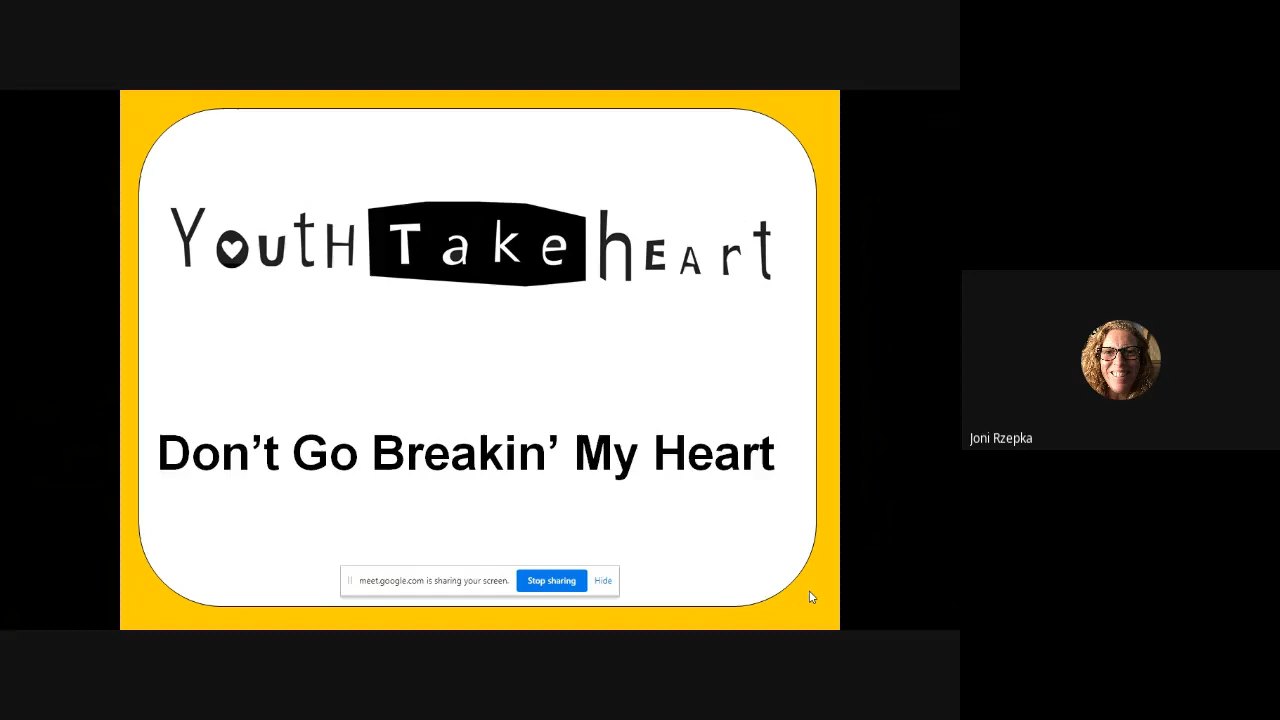 YouTH Take hEArt
Don't Go Breakin' My Heart
meet.google.com is sharing your screen. Stop sharing Hide
Joni Rzepka